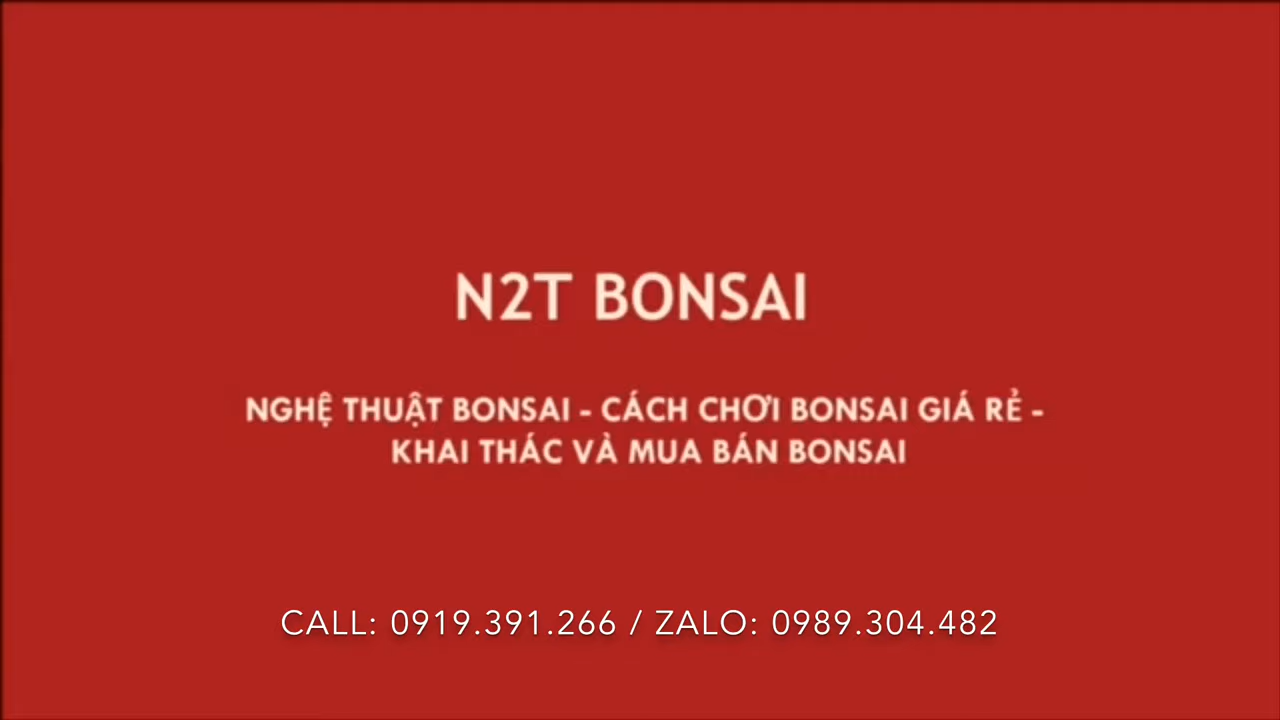 N2T BONSAI
NGHỆ THUẬT BONSAI - CÁCH CHƠI BONSAI GIÁ RẺ -
KHAI THÁC VÀ MUA BÁN BONSAI
CALL: 0919.391.266 / ZALO: 0989.304.482